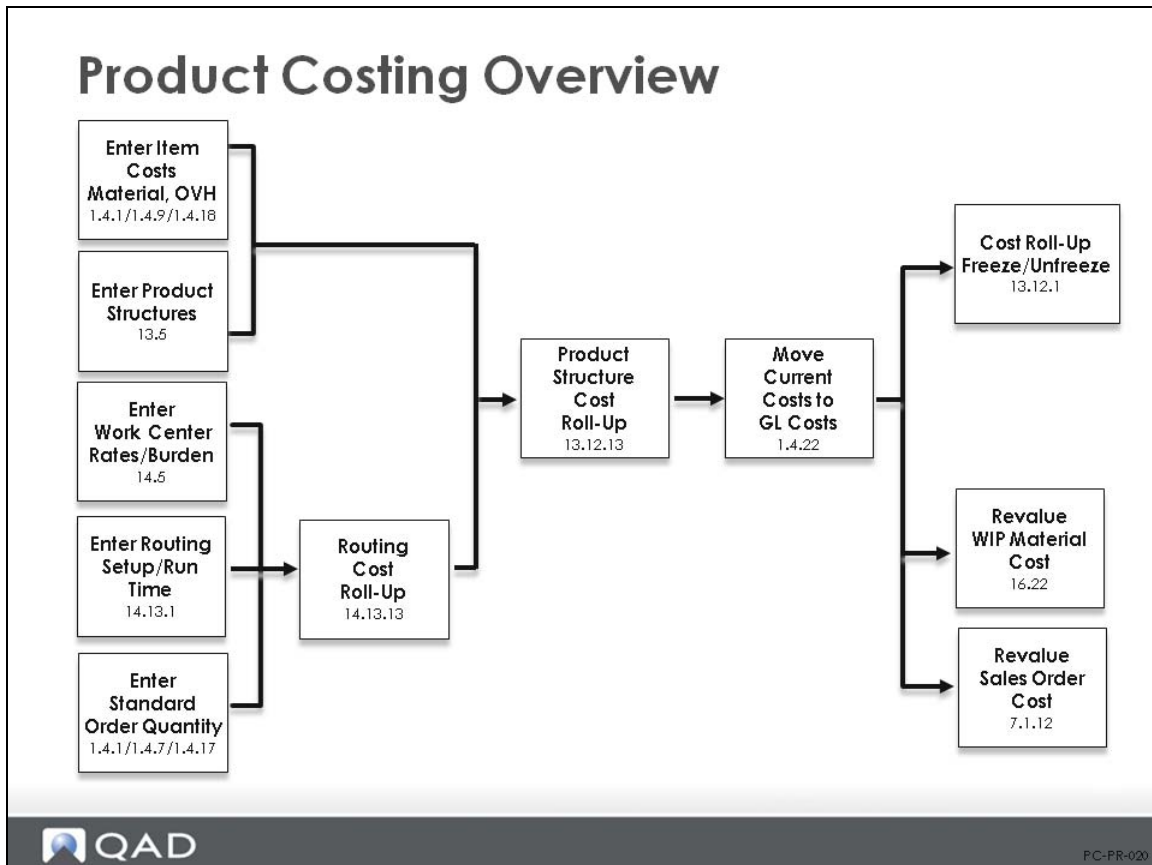 Product Costing Overview
Enter Item
Costs
Material, OVH
1.4.1/1.4.9/1.4.18
Enter Product
Structures
13.5
Enter
Work Center
Rates/Burden
14.5
Enter Routing
Setup/Run
Time
14.13.1
Enter
Standard
Order Quantity
1.4.1/1.4.7/1.4.17
Routing
Cost
Roll-Up
14.13.13
Product
Structure
Cost
Roll-Up
13.12.13
Move
Current
Costs to
GL Costs
1.4.22
Cost Roll-Up
Freeze/Unfreeze
13.12.1
Revalue
WIP Material
Cost
16.22
Revalue
Sales Order
Cost
7.1.12
QAD
PC-PR-020